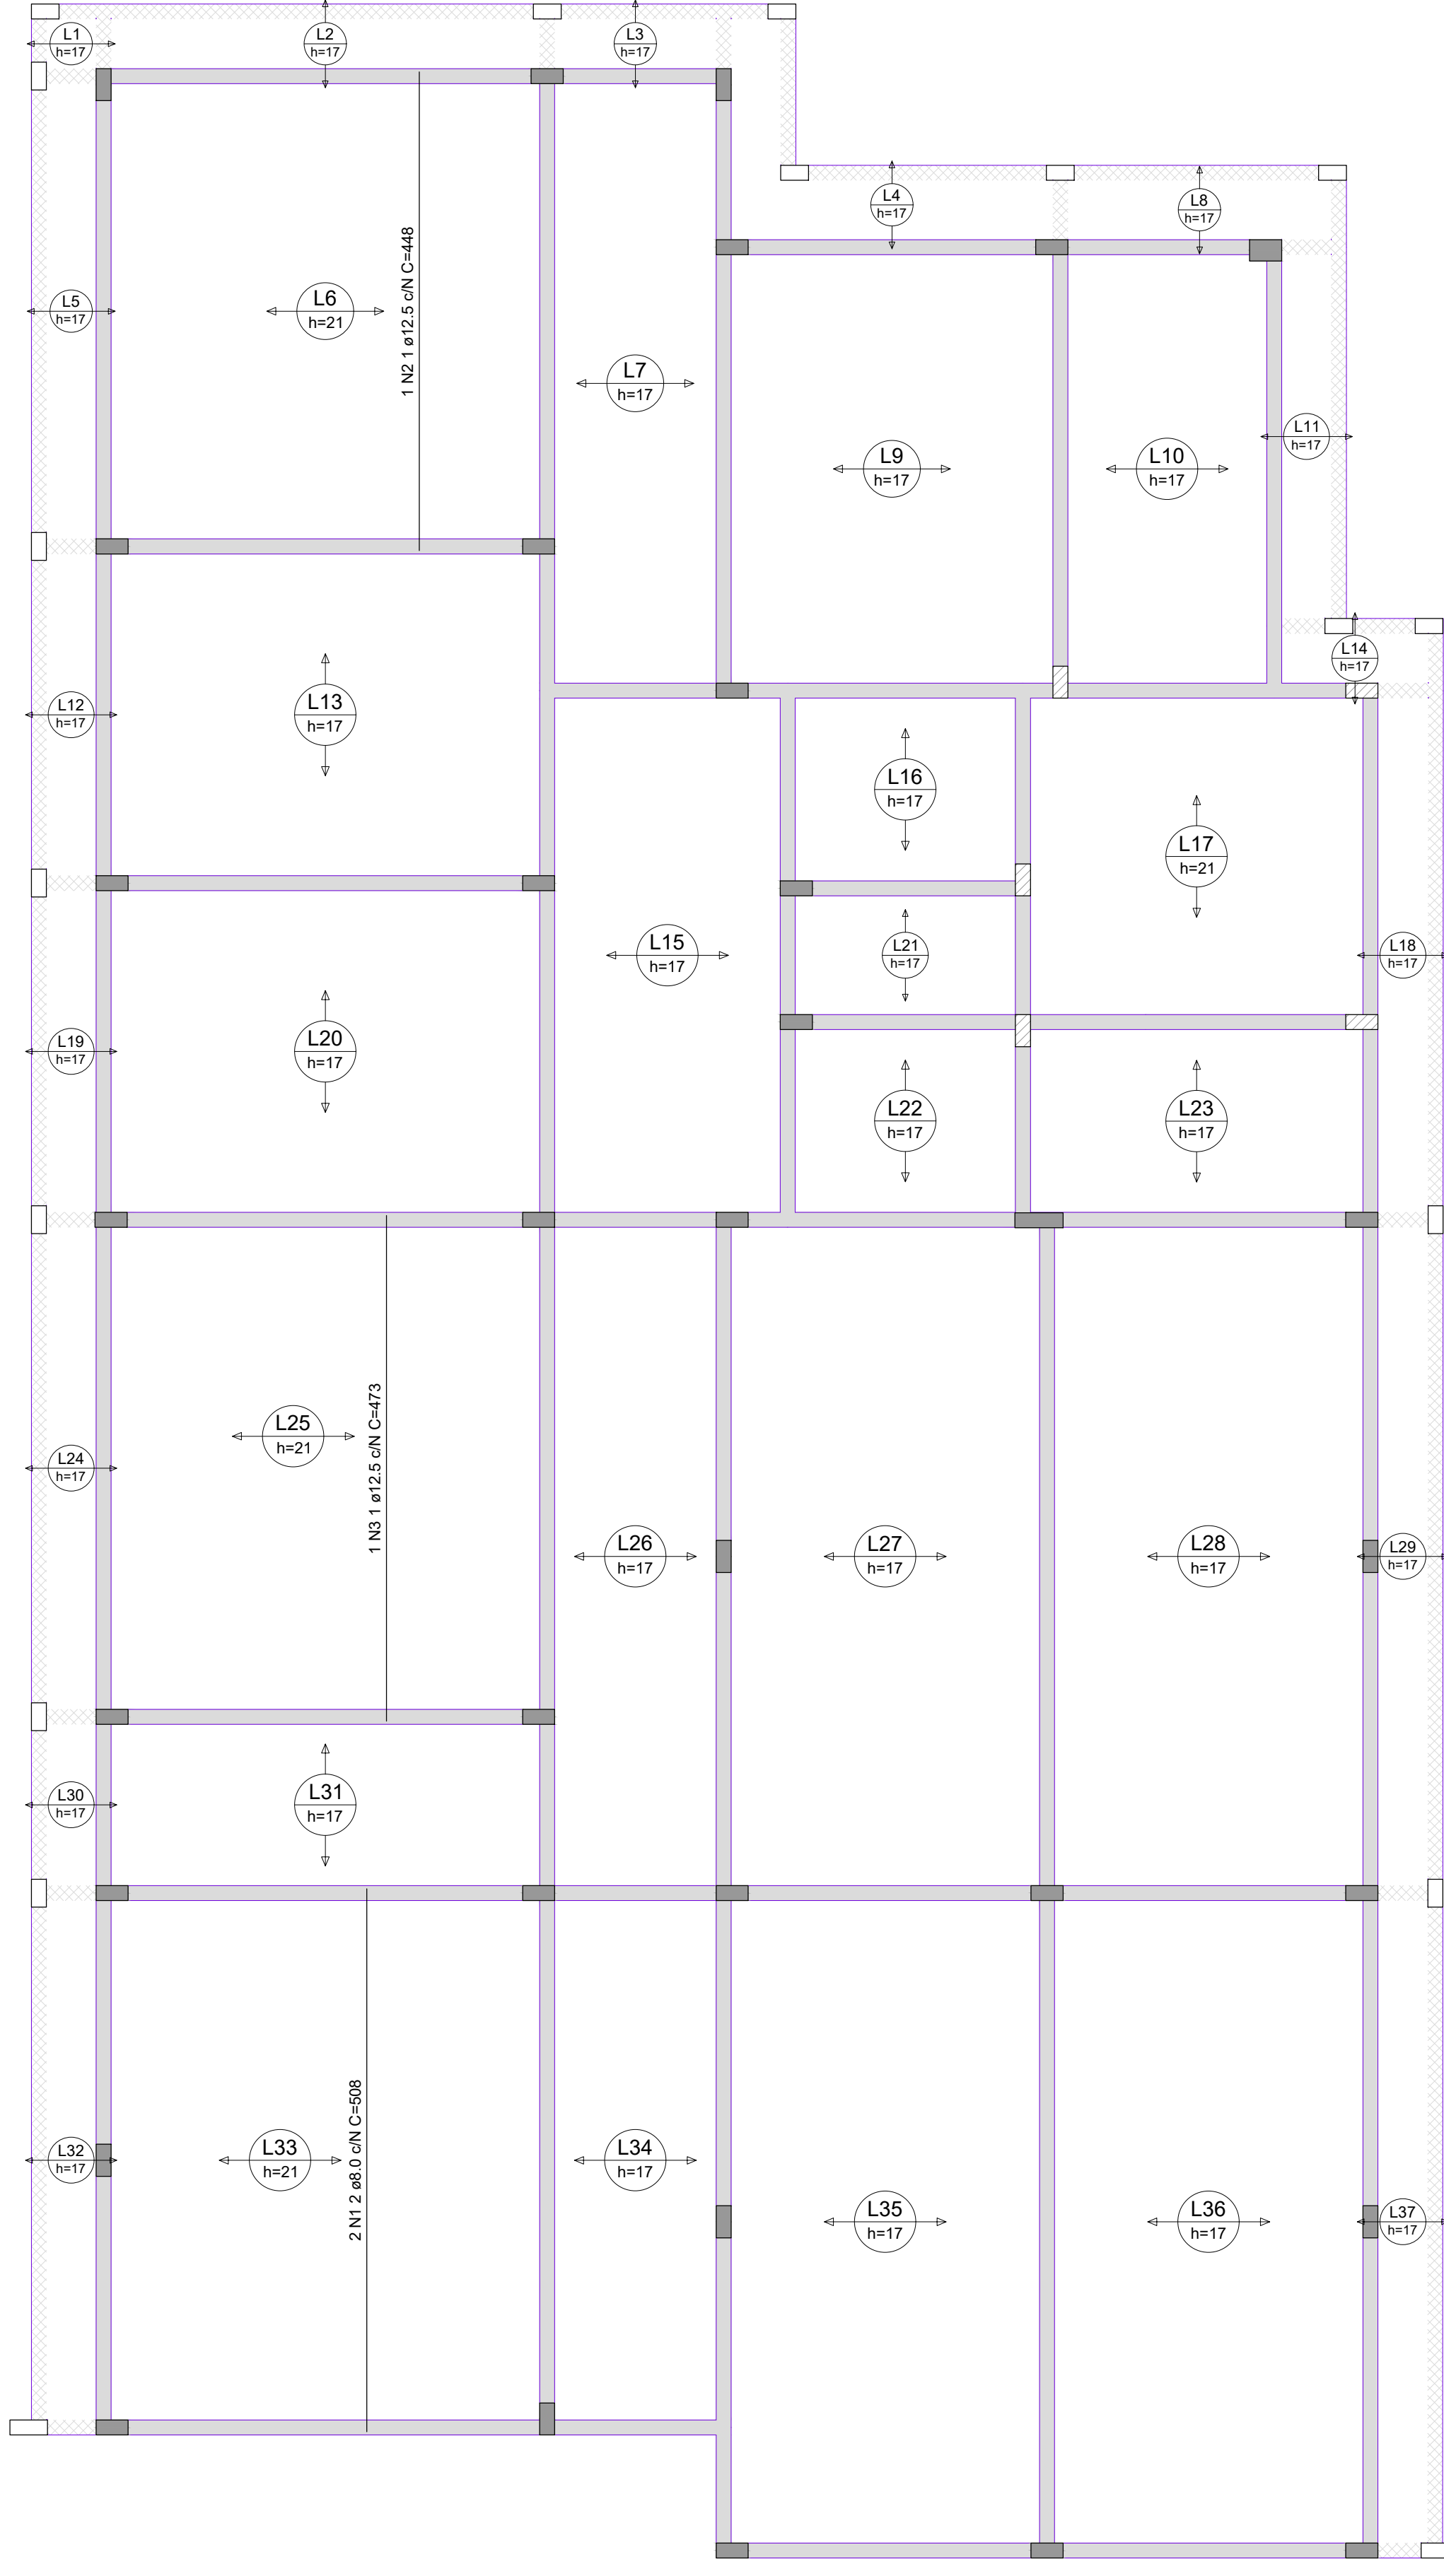 L1
h=17
L2
h=17
L3
h=17
L4
h=17
L8
h=17
L5
h=17
L6
h=21
1 N2 1 ø12.5 c/N C=448
L7
h=17
L9
h=17
L10
h=17
L11
h=17
L12
h=17
L13
h=17
L14
h=17
L16
h=17
L17
h=21
L15
h=17
L21
h=17
L18
h=17
L19
h=17
L20
h=17
L22
h=17
L23
h=17
L24
h=17
L25
h=21
1 N3 1 ø12.5 c/N C=473
L26
h=17
L27
h=17
L28
h=17
L29
h=17
L30
h=17
L31
h=17
L32
h=17
L33
h=21
2 N1 2 ø8.0 c/N C=508
L34
h=17
L35
h=17
L36
h=17
L37
h=17